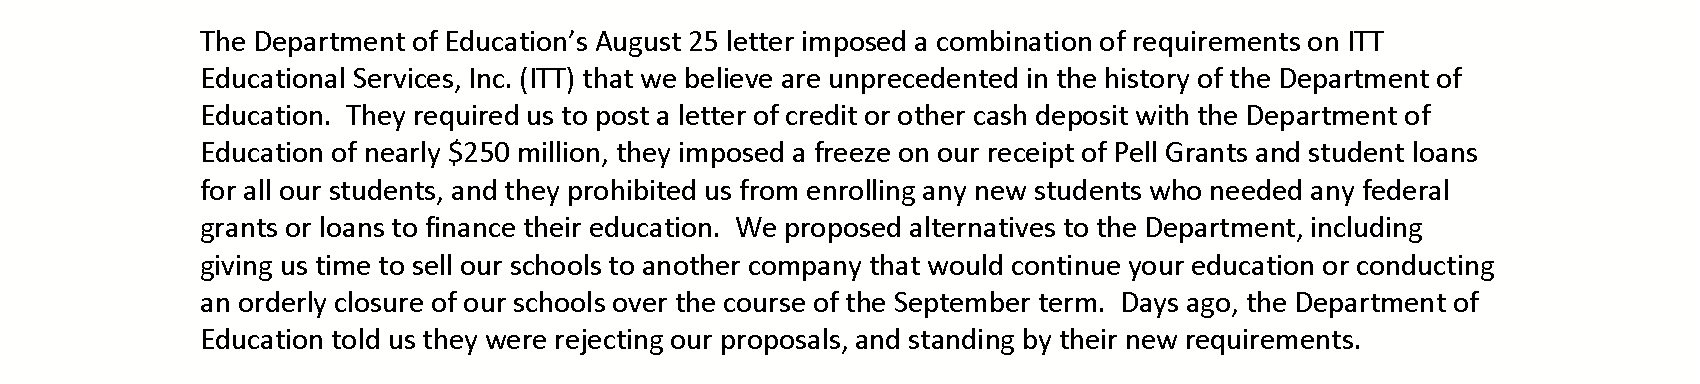 The Department of Education’s August 25 letter imposed a combination of requirements on ITT
Educational Services, Inc. (ITT) that we believe are unprecedented in the history of the Department of
Education.  They required us to post a letter of credit or other cash deposit with the Department of
Education of nearly $250 million, they imposed a freeze on our receipt of Pell Grants and student loans
for all our students, and they prohibited us from enrolling any new students who needed any federal
grants or loans to finance their education.  We proposed alternatives to the Department, including
giving us time to sell our schools to another company that would continue your education or conducting
an orderly closure of our schools over the course of the September term.  Days ago, the Department of
Education told us they were rejecting our proposals, and standing by their new requirements.